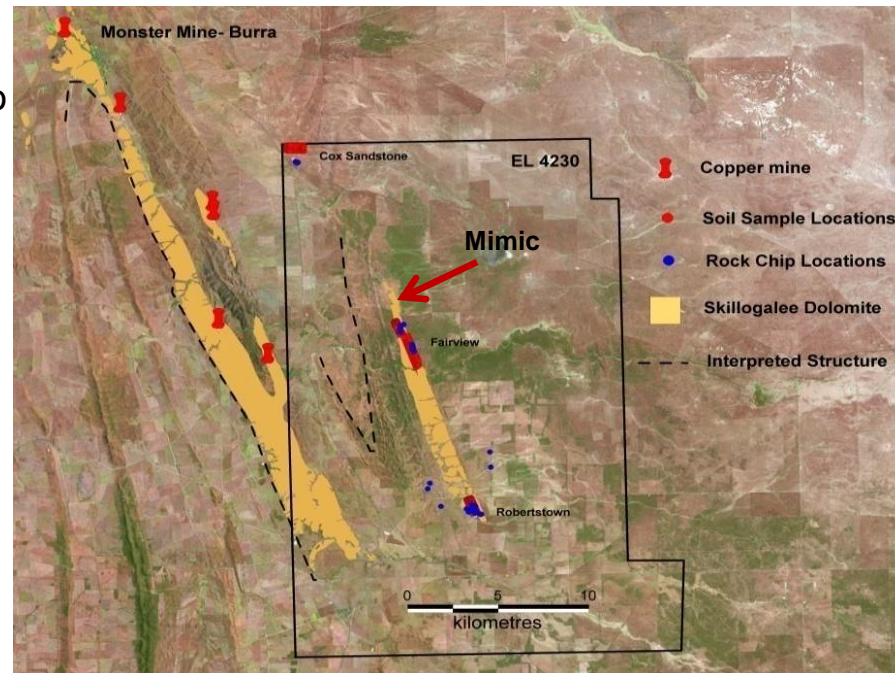 Monster Mine- Burra
o
Cox Sandstone
EL 4230
Copper mine
Soil Sample Locations
Mimic
Rock Chip Locations
Skillogalee Dolomite
Fairview
Interpreted Structure
Robertstown
0 5 10
kilometres